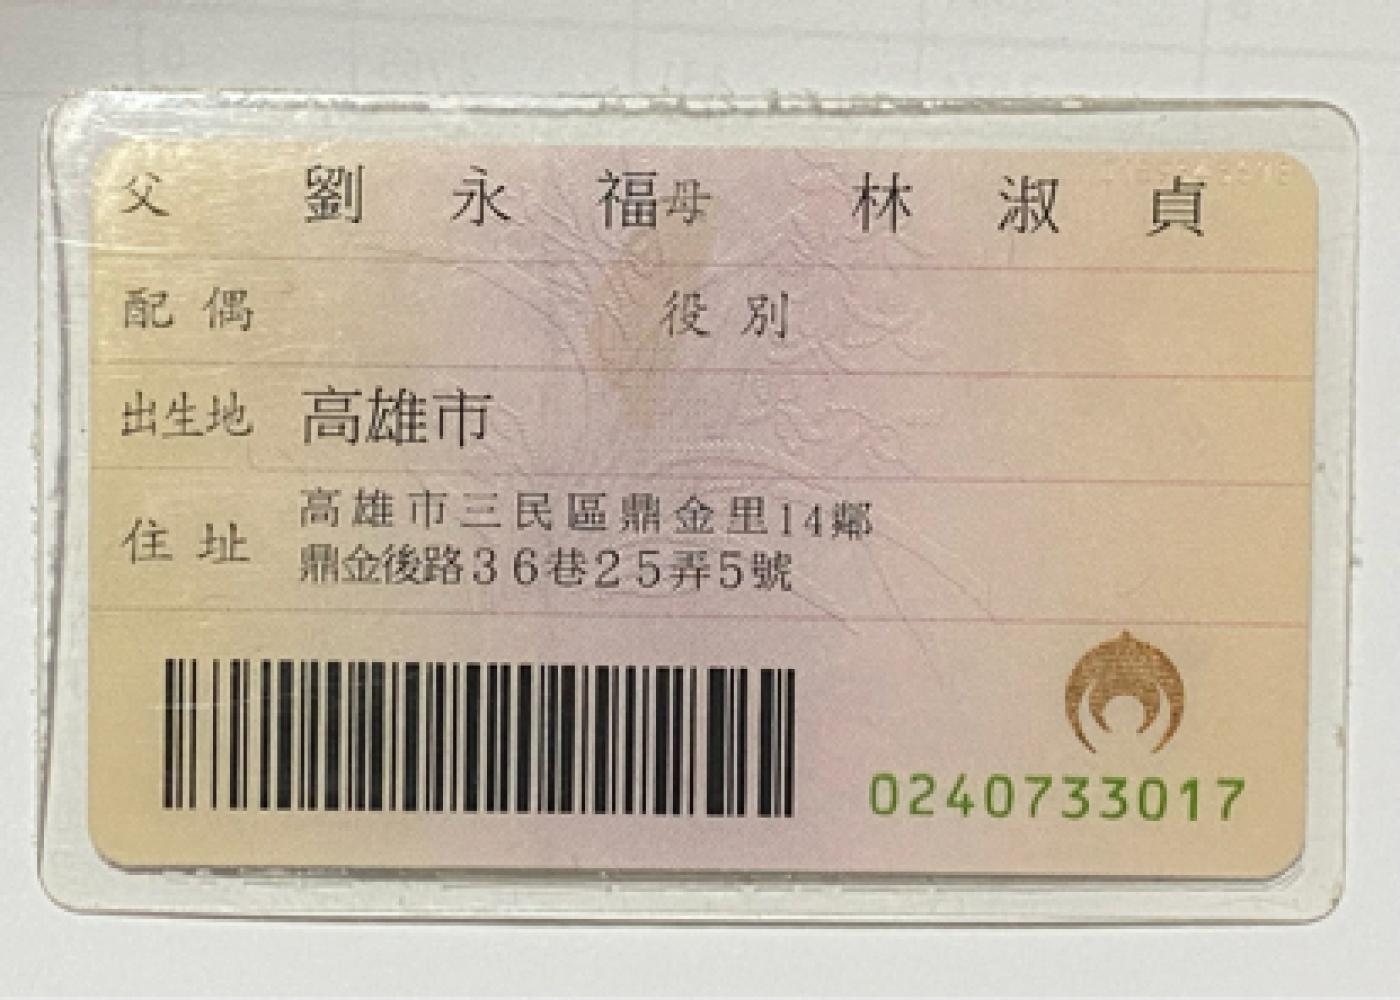 父 劉永福 母 林淑貞
配偶 役別
出生地 高雄市
住址 高雄市三民區鼎金里14鄰
鼎金後路36巷25弄5號
0240733017